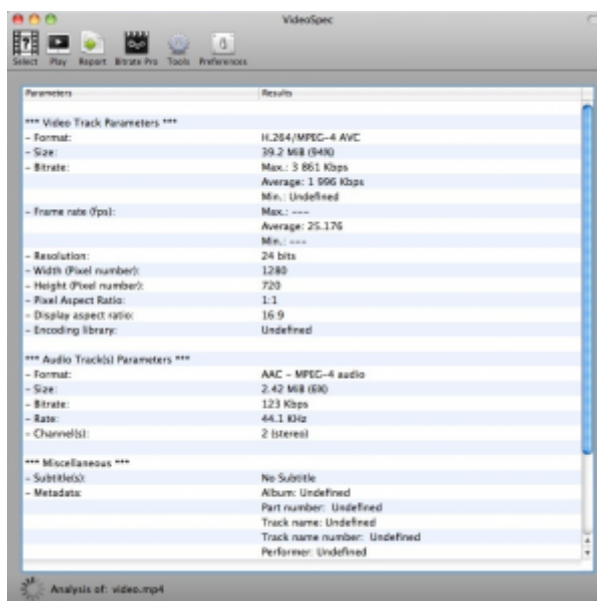 VideoSpec
Select Play Report Bitrate Pro Tools Preferences
Parameters Results
*** Video Track Parameters ***
- Format: H.264/MPEG-4 AVC
- Size: 39.2 MiB (94%)
- Bitrate: Max.: 3 861 Kbps
Average: 1 996 Kbps
Min.: Undefined
- Frame rate (fps): Max.: ---
Average: 25.176
Min.: ---
- Resolution: 24 bits
- Width (Pixel number): 1280
- Height (Pixel number): 720
- Pixel Aspect Ratio: 1:1
- Display aspect ratio: 16:9
- Encoding library: Undefined
*** Audio Track(s) Parameters ***
- Format: AAC - MPEG-4 audio
- Size: 2.42 MiB (6%)
- Bitrate: 123 Kbps
- Rate: 44.1 KHz
- Channel(s): 2 (stereo)
*** Miscellaneous ***
- Subtitle(s): No Subtitle
- Metadata: Album: Undefined
Part number: Undefined
Track name: Undefined
Track name number: Undefined
Performer: Undefined
Analysis of: video.mp4